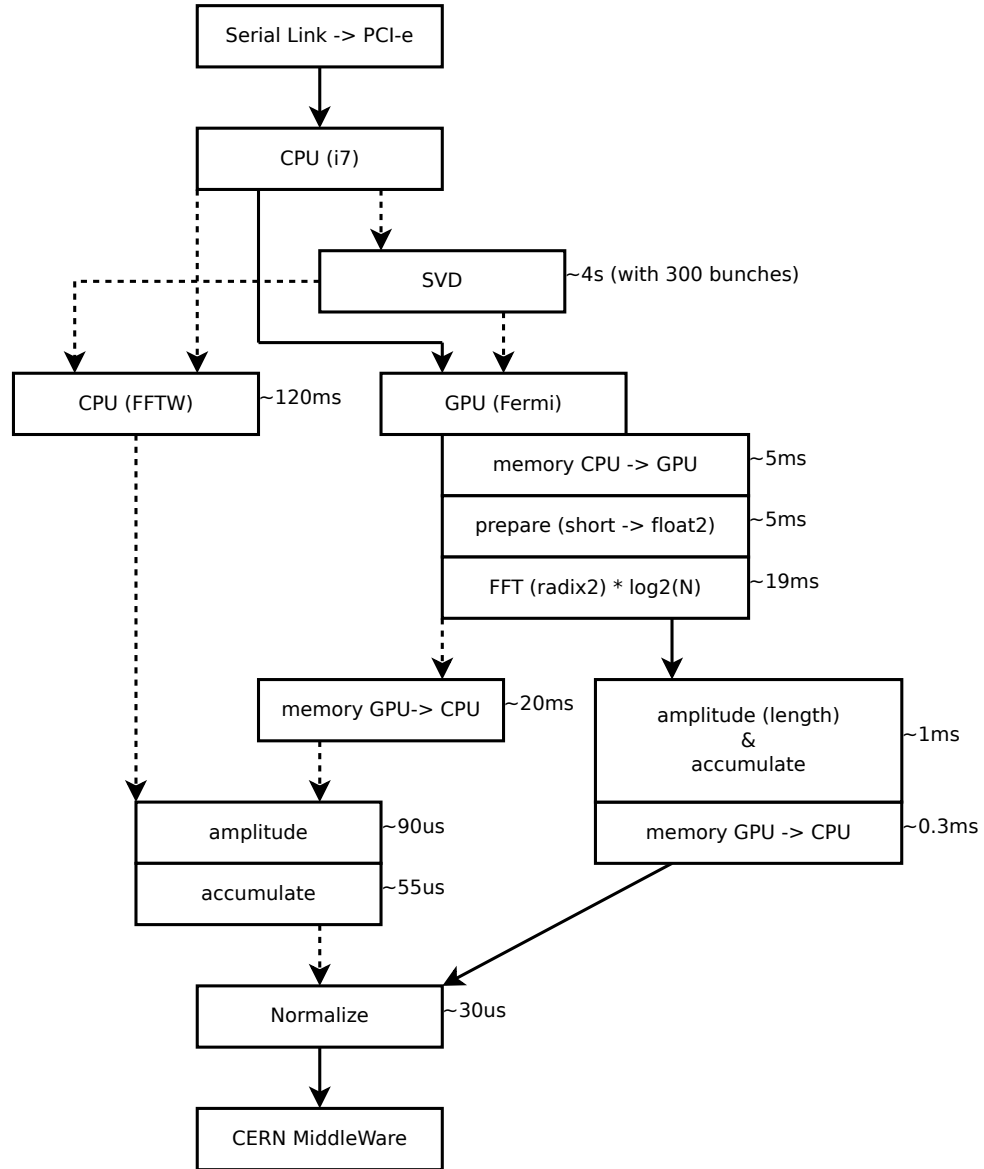 Serial Link -> PCI-e
CPU (i7)
SVD
~4s (with 300 bunches)
CPU (FFTW)
~120ms
GPU (Fermi)
memory CPU -> GPU
~5ms
prepare (short -> float2)
~5ms
FFT (radix2) * log2(N)
~19ms
memory GPU-> CPU
~20ms
amplitude (length)
&
accumulate
~1ms
memory GPU -> CPU
~0.3ms
amplitude
~90us
accumulate
~55us
Normalize
~30us
CERN MiddleWare